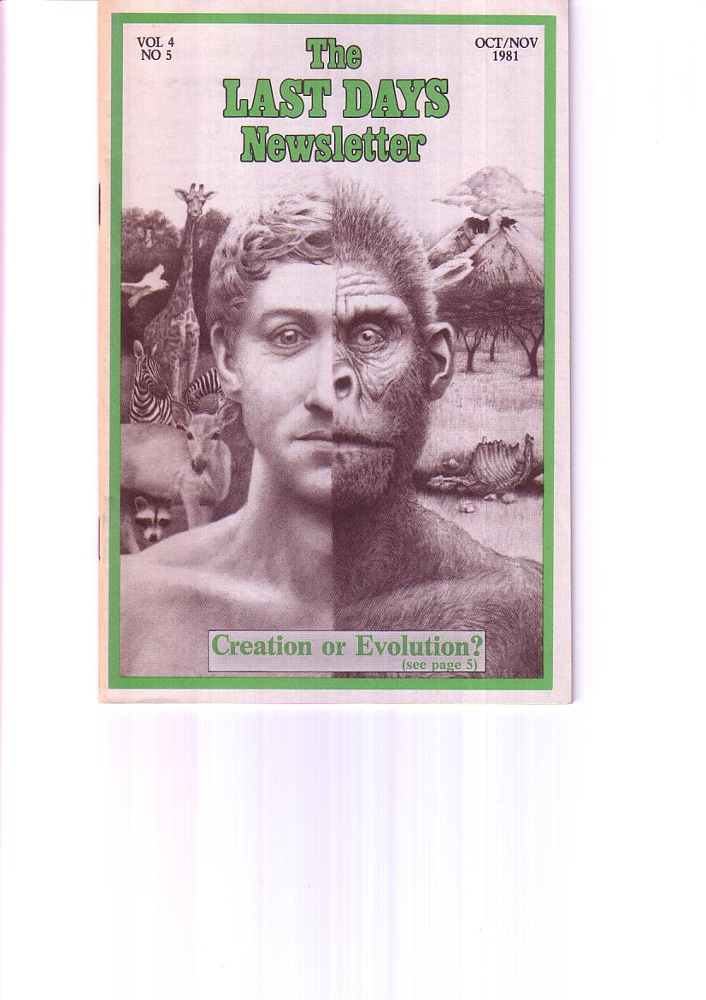 VOL 4
NO 5
OCT/NOV
1981
The
LAST DAYS
Newsletter
Creation or Evolution?
(see page 5)